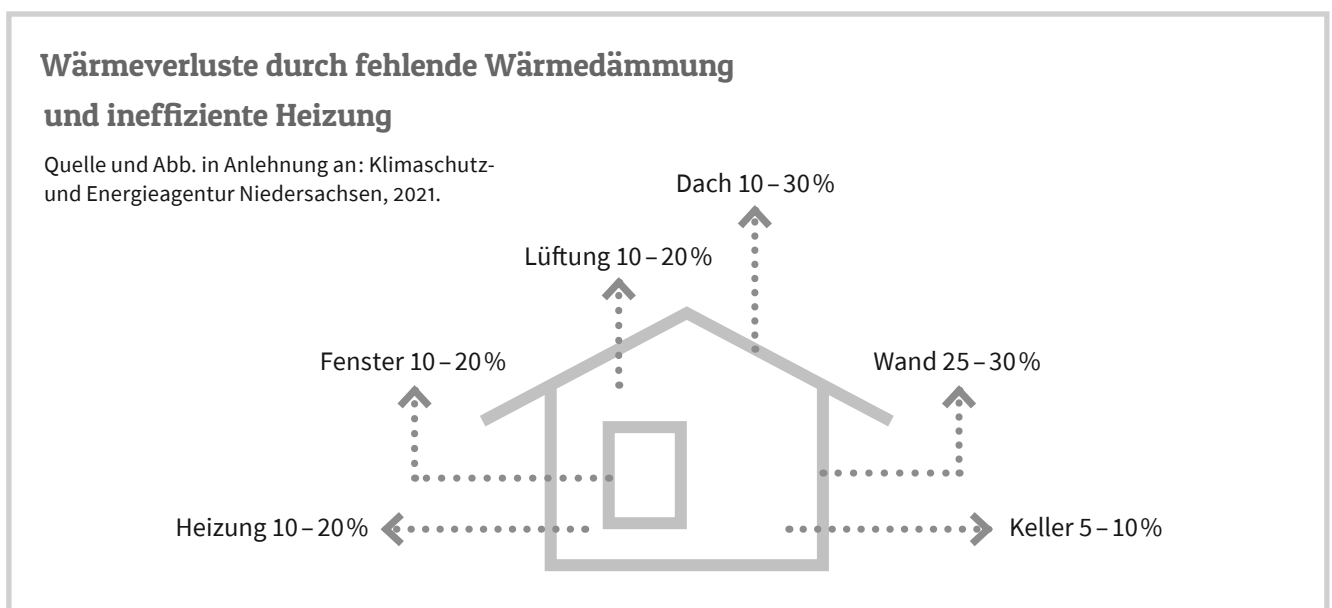 Wärmeverluste durch fehlende Wärmedämmung
und ineffiziente Heizung
Quelle und Abb. in Anlehnung an: Klimaschutz-
und Energieagentur Niedersachsen, 2021.
Dach 10 – 30 %
Lüftung 10 – 20 %
Fenster 10 – 20 %
Wand 25 – 30 %
Heizung 10 – 20 %
Keller 5 – 10 %